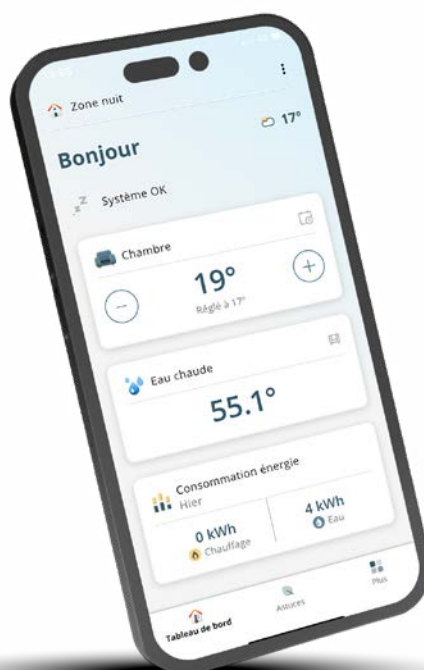 Zone nuit
Bonjour
17°
Système OK
Chambre
19°
Réglé à 17°
Eau chaude
55.1°
Consommation énergie
Hier
0 kWh
Chauffage
4 kWh
Eau
Tableau de bord
Astuces
Plus